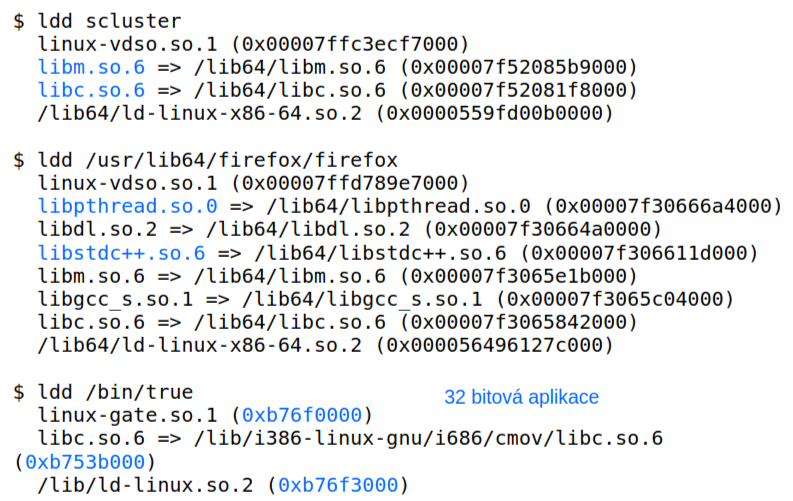 $ ldd scluster
linux-vdso.so.1 (0x00007ffc3ecf7000)
libm.so.6 => /lib64/libm.so.6 (0x00007f52085b9000)
libc.so.6 => /lib64/libc.so.6 (0x00007f52081f8000)
/lib64/ld-linux-x86-64.so.2 (0x0000559fd00b0000)
$ ldd /usr/lib64/firefox/firefox
linux-vdso.so.1 (0x00007ffd789e7000)
libpthread.so.0 => /lib64/libpthread.so.0 (0x00007f30666a4000)
libdl.so.2 => /lib64/libdl.so.2 (0x00007f30664a0000)
libstdc++.so.6 => /lib64/libstdc++.so.6 (0x00007f306611d000)
libm.so.6 => /lib64/libm.so.6 (0x00007f3065e1b000)
libgcc_s.so.1 => /lib64/libgcc_s.so.1 (0x00007f3065c04000)
libc.so.6 => /lib64/libc.so.6 (0x00007f3065842000)
/lib64/ld-linux-x86-64.so.2 (0x000056496127c000)
$ ldd /bin/true
32 bitová aplikace
linux-gate.so.1 (0xb76f0000)
libc.so.6 => /lib/i386-linux-gnu/i686/cmov/libc.so.6
(0xb753b000)
/lib/ld-linux.so.2 (0xb76f3000)